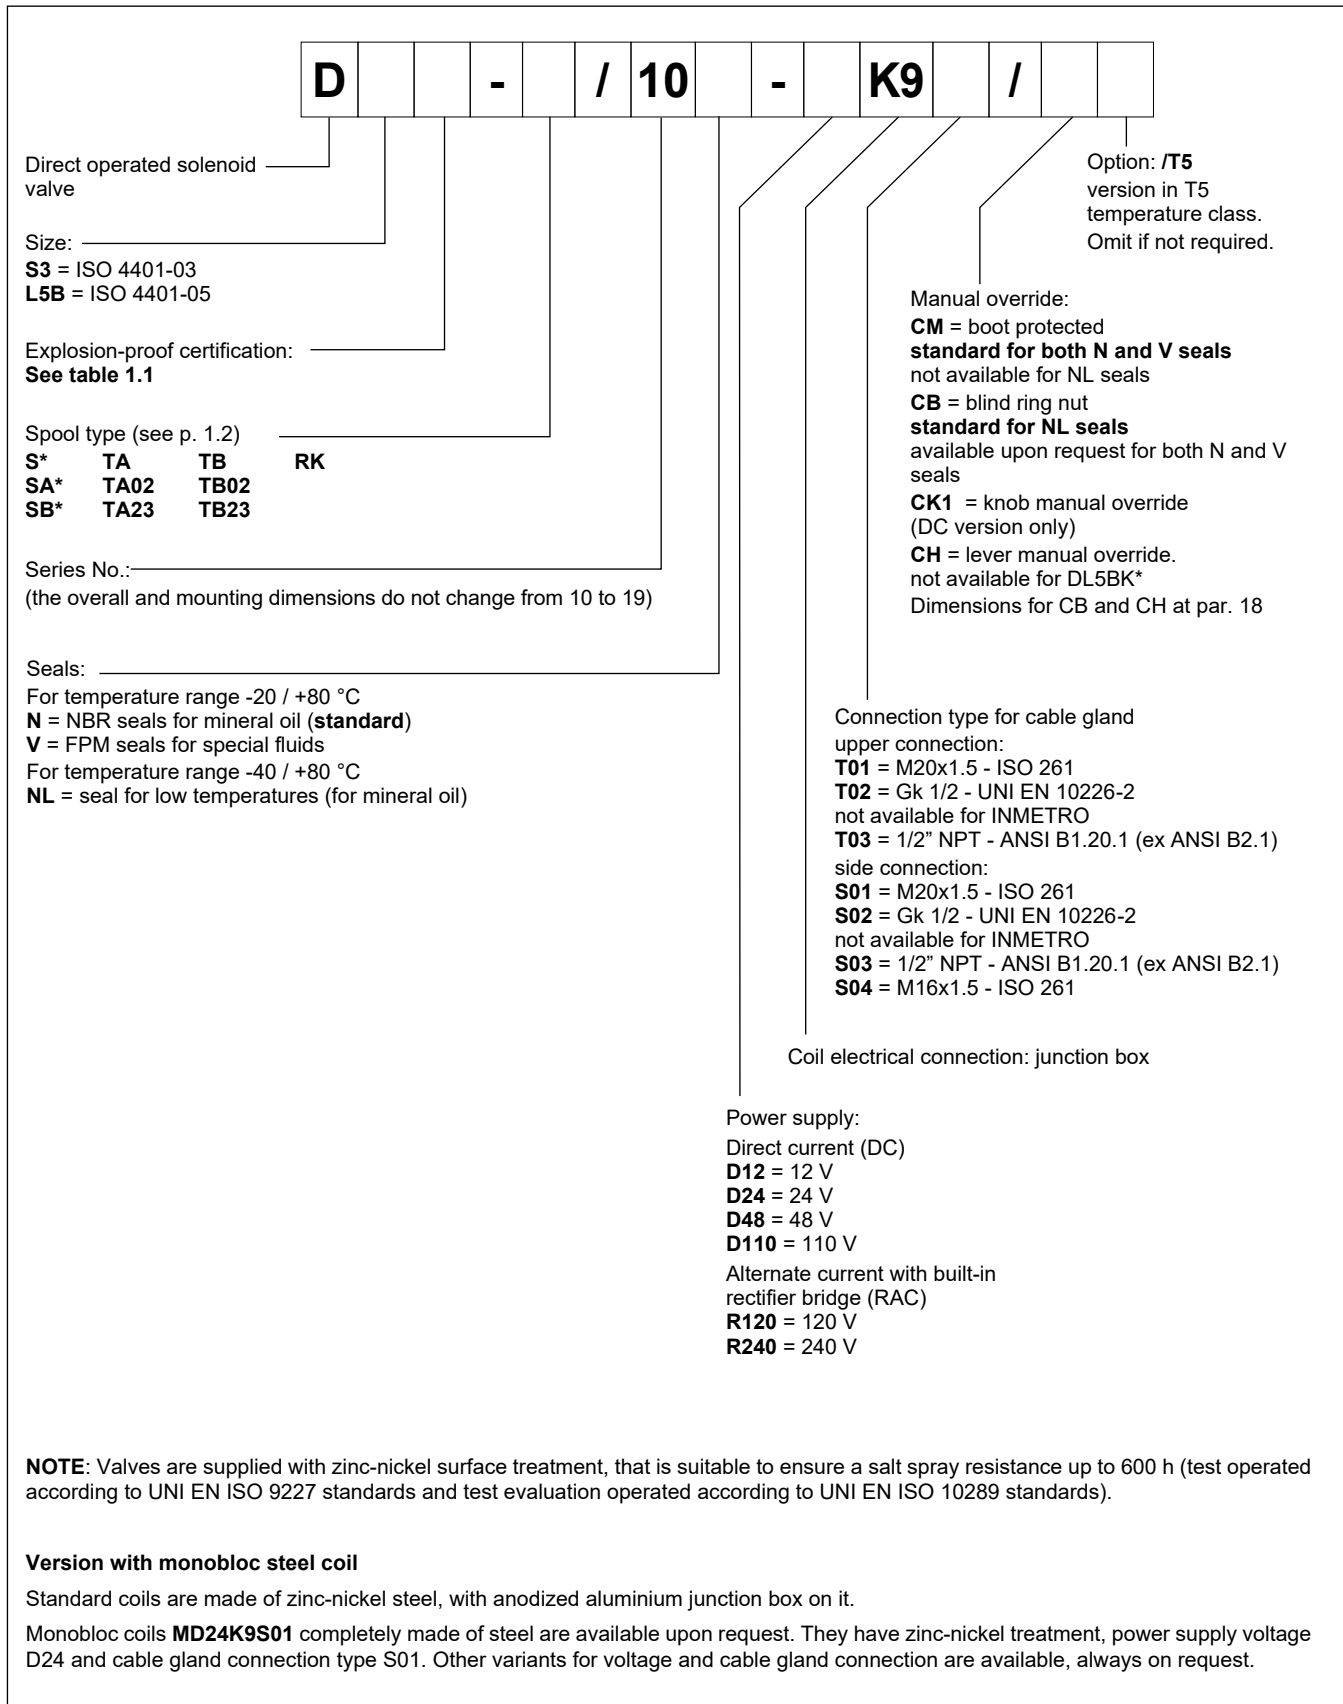 D - / 10 - K9 /
Direct operated solenoid
valve
Size:
S3 = ISO 4401-03
L5B = ISO 4401-05
Explosion-proof certification:
See table 1.1
Spool type (see p. 1.2)
S* TA TB RK
SA* TA02 TB02
SB* TA23 TB23
Series No.:
(the overall and mounting dimensions do not change from 10 to 19)
Seals:
For temperature range -20 / +80 °C
N = NBR seals for mineral oil (standard)
V = FPM seals for special fluids
For temperature range -40 / +80 °C
NL = seal for low temperatures (for mineral oil)
Option: /T5
version in T5
temperature class.
Omit if not required.
Manual override:
CM = boot protected
standard for both N and V seals
not available for NL seals
CB = blind ring nut
standard for NL seals
available upon request for both N and V
seals
CK1 = knob manual override
(DC version only)
CH = lever manual override.
not available for DL5BK*
Dimensions for CB and CH at par. 18
Connection type for cable gland
upper connection:
T01 = M20x1.5 - ISO 261
T02 = Gk 1/2 - UNI EN 10226-2
not available for INMETRO
T03 = 1/2” NPT - ANSI B1.20.1 (ex ANSI B2.1)
side connection:
S01 = M20x1.5 - ISO 261
S02 = Gk 1/2 - UNI EN 10226-2
not available for INMETRO
S03 = 1/2” NPT - ANSI B1.20.1 (ex ANSI B2.1)
S04 = M16x1.5 - ISO 261
Coil electrical connection: junction box
Power supply:
Direct current (DC)
D12 = 12 V
D24 = 24 V
D48 = 48 V
D110 = 110 V
Alternate current with built-in
rectifier bridge (RAC)
R120 = 120 V
R240 = 240 V
NOTE: Valves are supplied with zinc-nickel surface treatment, that is suitable to ensure a salt spray resistance up to 600 h (test operated
according to UNI EN ISO 9227 standards and test evaluation operated according to UNI EN ISO 10289 standards).
Version with monobloc steel coil
Standard coils are made of zinc-nickel steel, with anodized aluminium junction box on it.
Monobloc coils MD24K9S01 completely made of steel are available upon request. They have zinc-nickel treatment, power supply voltage
D24 and cable gland connection type S01. Other variants for voltage and cable gland connection are available, always on request.